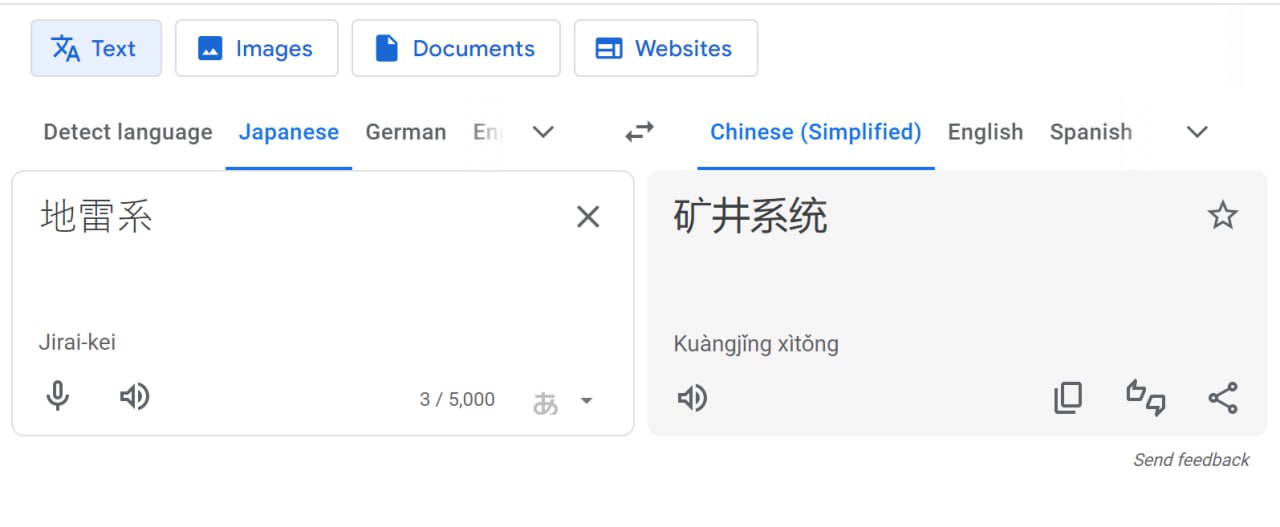 Text Images Documents Websites
Detect language Japanese German Eng Chinese (Simplified) English Spanish
地雷系
矿井系统
Jirai-kei
Kuàngjǐng xìtǒng
3 / 5,000 あ
Send feedback